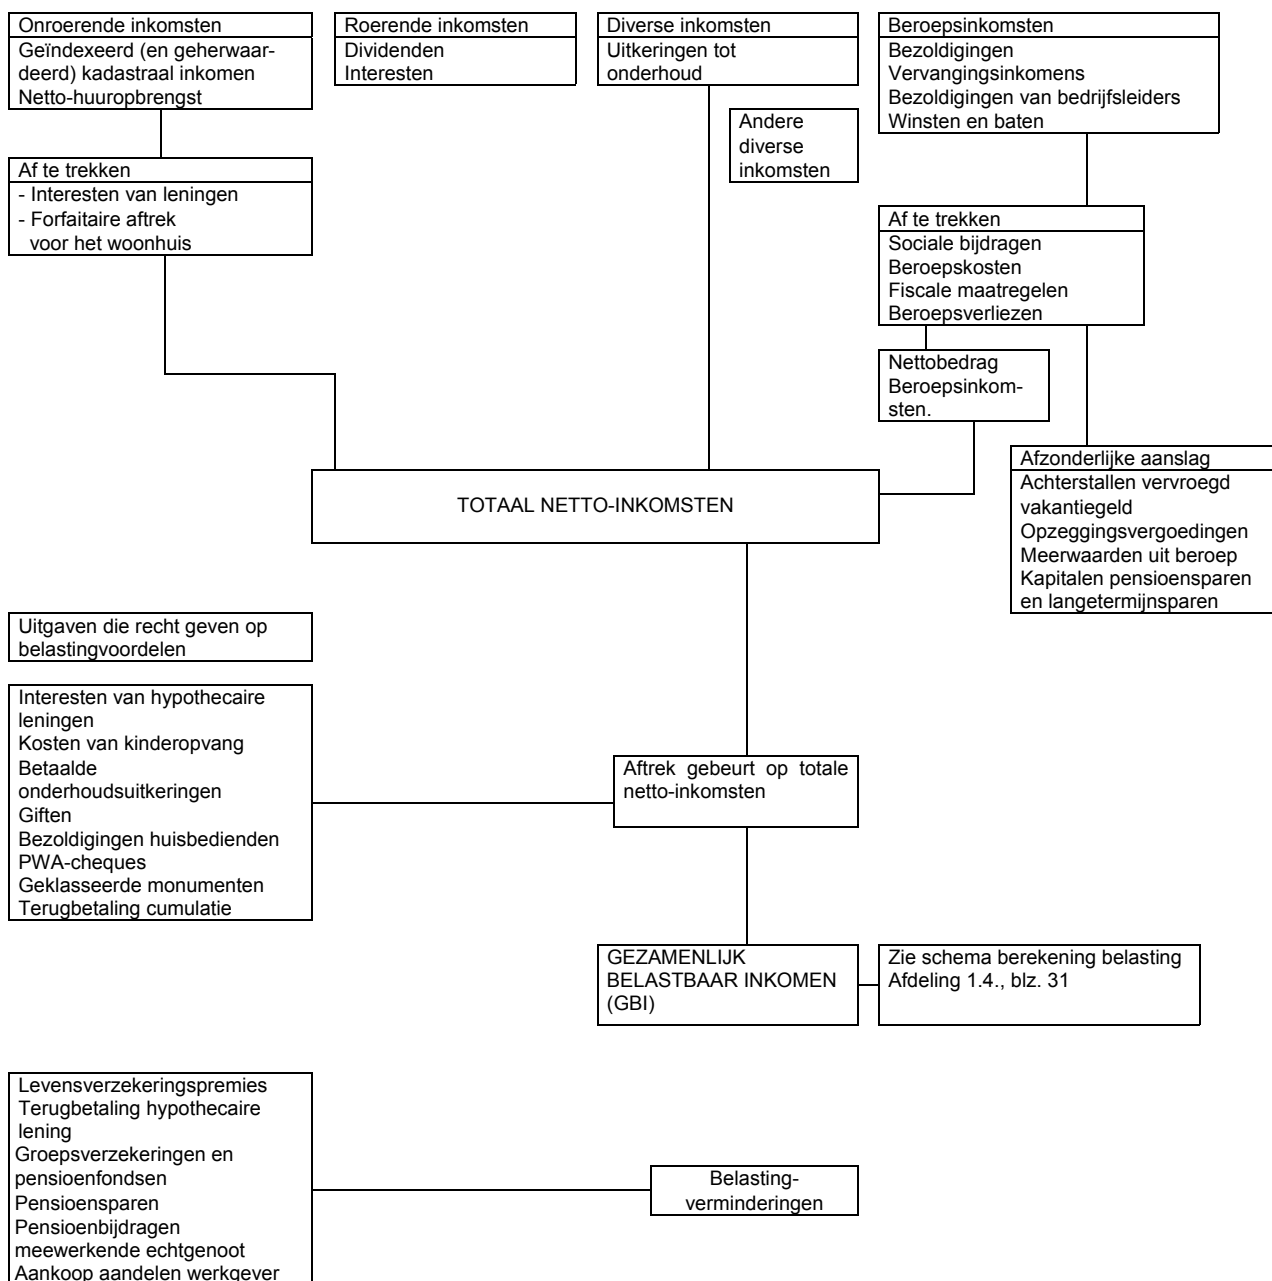 Onroerende inkomsten
Geïndexeerd (en geherwaar-
deerd) kadastraal inkomen
Netto-huuropbrengst
Roerende inkomsten
Dividenden
Interesten
Diverse inkomsten
Uitkeringen tot
onderhoud
Andere
diverse
inkomsten
Beroepsinkomsten
Bezoldigingen
Vervangingsinkomens
Bezoldigingen van bedrijfsleiders
Winsten en baten
Af te trekken
- Interesten van leningen
- Forfaitaire aftrek
voor het woonhuis
Af te trekken
Sociale bijdragen
Beroepskosten
Fiscale maatregelen
Beroepsverliezen
Nettobedrag
Beroepsinkom-
sten.
Afzonderlijke aanslag
Achterstallen vervroegd
vakantiegeld
Opzeggingsvergoedingen
Meerwaarden uit beroep
Kapitalen pensioensparen
en langetermijnsparen
TOTAAL NETTO-INKOMSTEN
Uitgaven die recht geven op
belastingvoordelen
Interesten van hypothecaire
leningen
Kosten van kinderopvang
Betaalde
onderhoudsuitkeringen
Giften
Bezoldigingen huisbedienden
PWA-cheques
Geklasseerde monumenten
Terugbetaling cumulatie
Aftrek gebeurt op totale
netto-inkomsten
GEZAMENLIJK
BELASTBAAR INKOMEN
(GBI)
Zie schema berekening belasting
Afdeling 1.4., blz. 31
Levensverzekeringspremies
Terugbetaling hypothecaire
lening
Groepsverzekeringen en
pensioenfondsen
Pensioensparen
Pensioenbijdragen
meewerkende echtgenoot
Aankoop aandelen werkgever
Belasting-
verminderingen